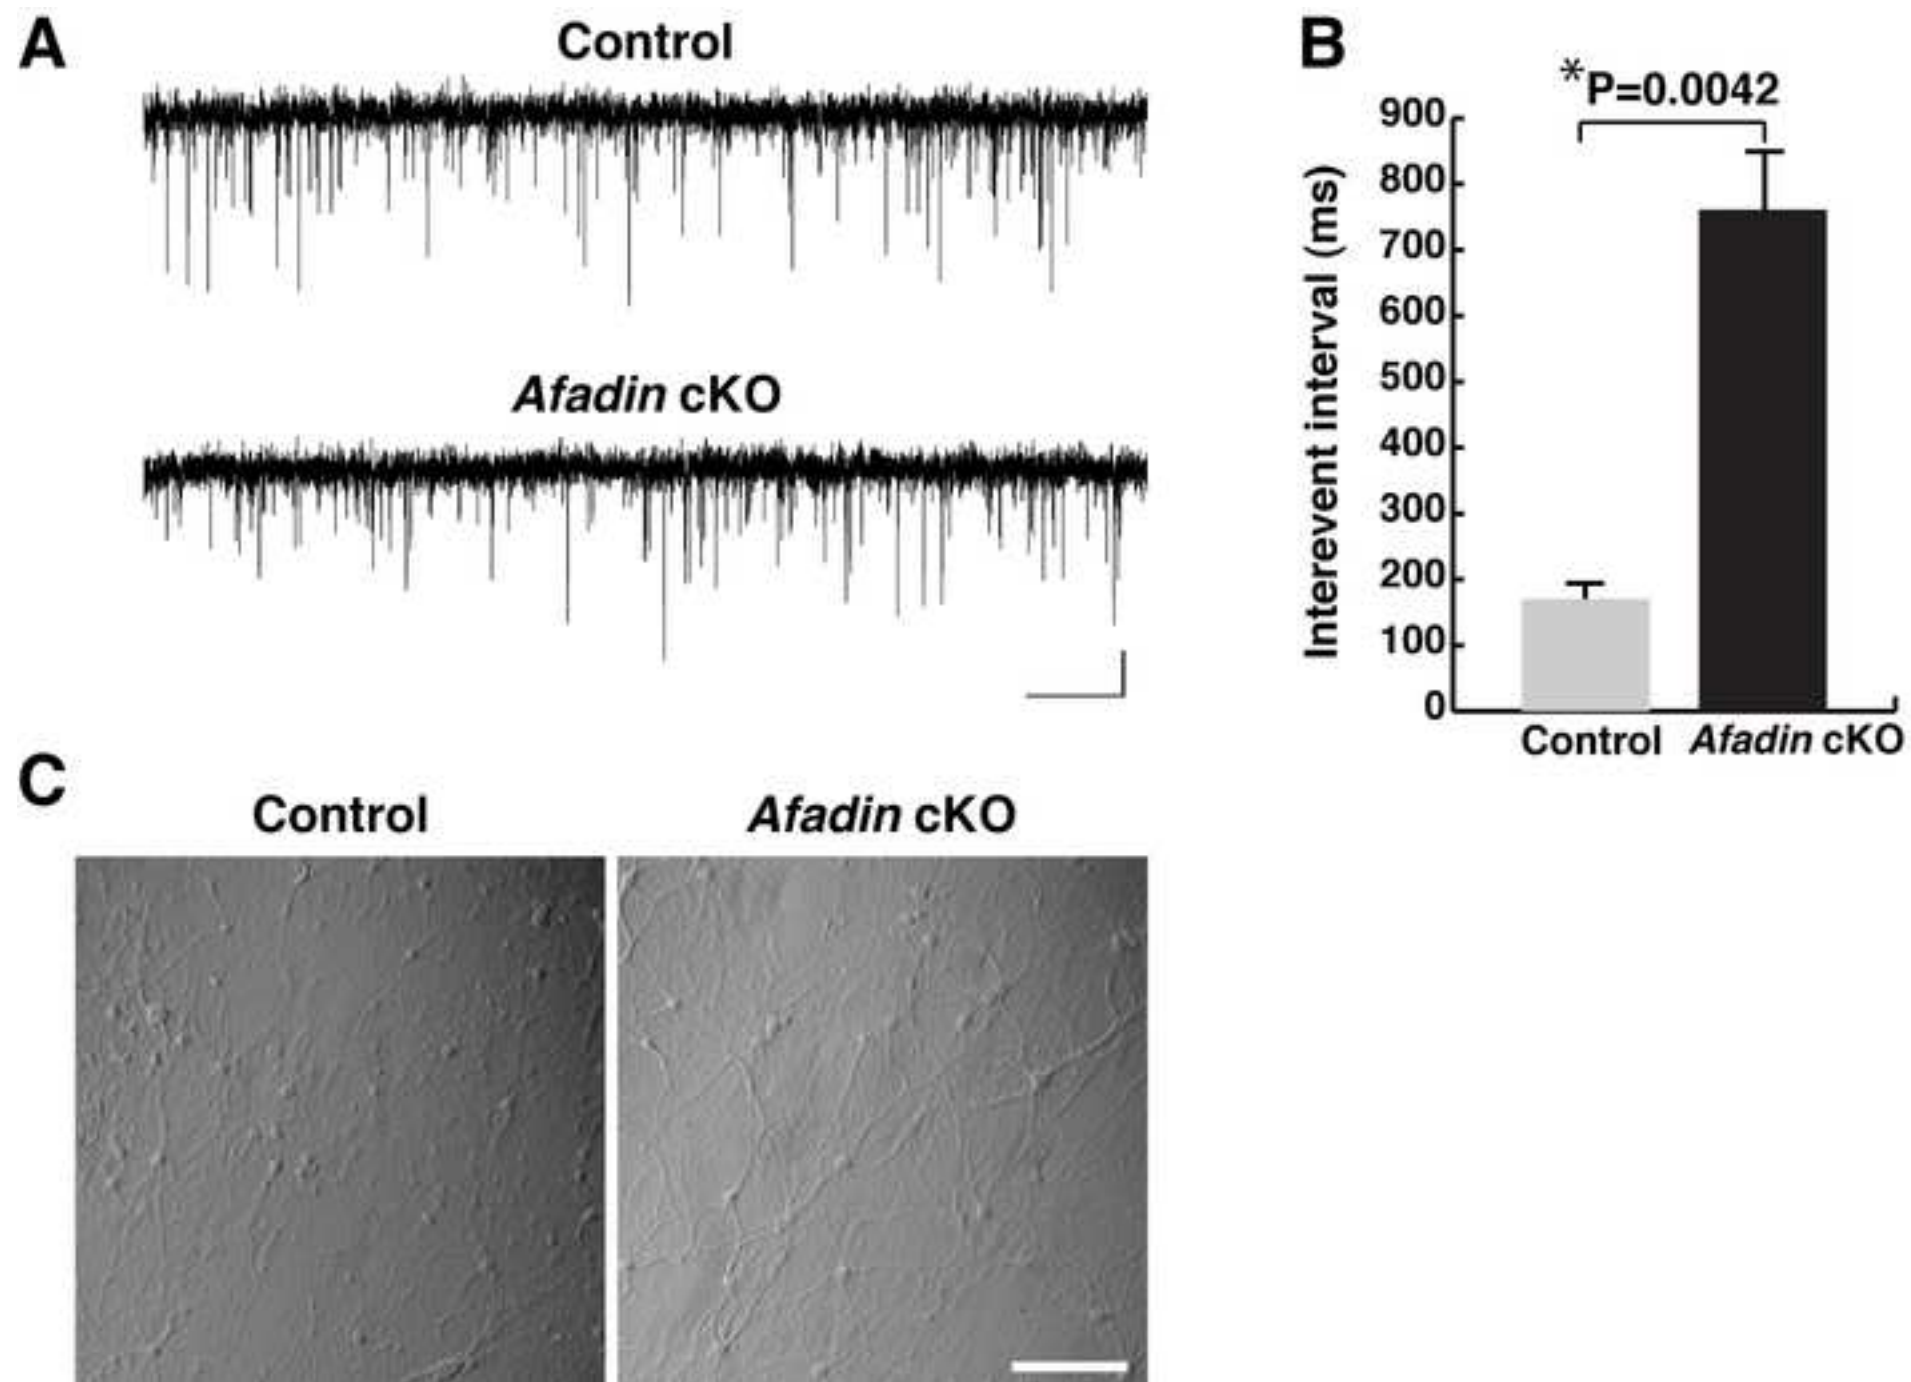 A
Control
Afadin cKO
B
*P=0.0042
Interevent interval (ms)
900
800
700
600
500
400
300
200
100
0
Control
Afadin cKO
C
Control
Afadin cKO